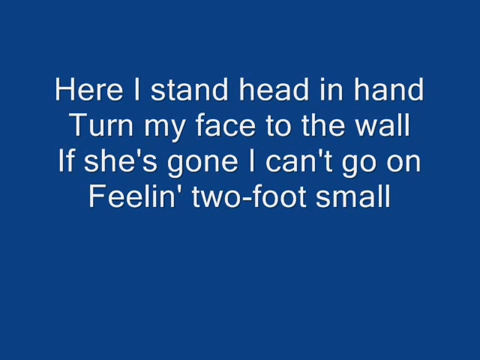 Here I stand head in hand
Turn my face to the wall
If she's gone I can't go on
Feelin' two-foot small